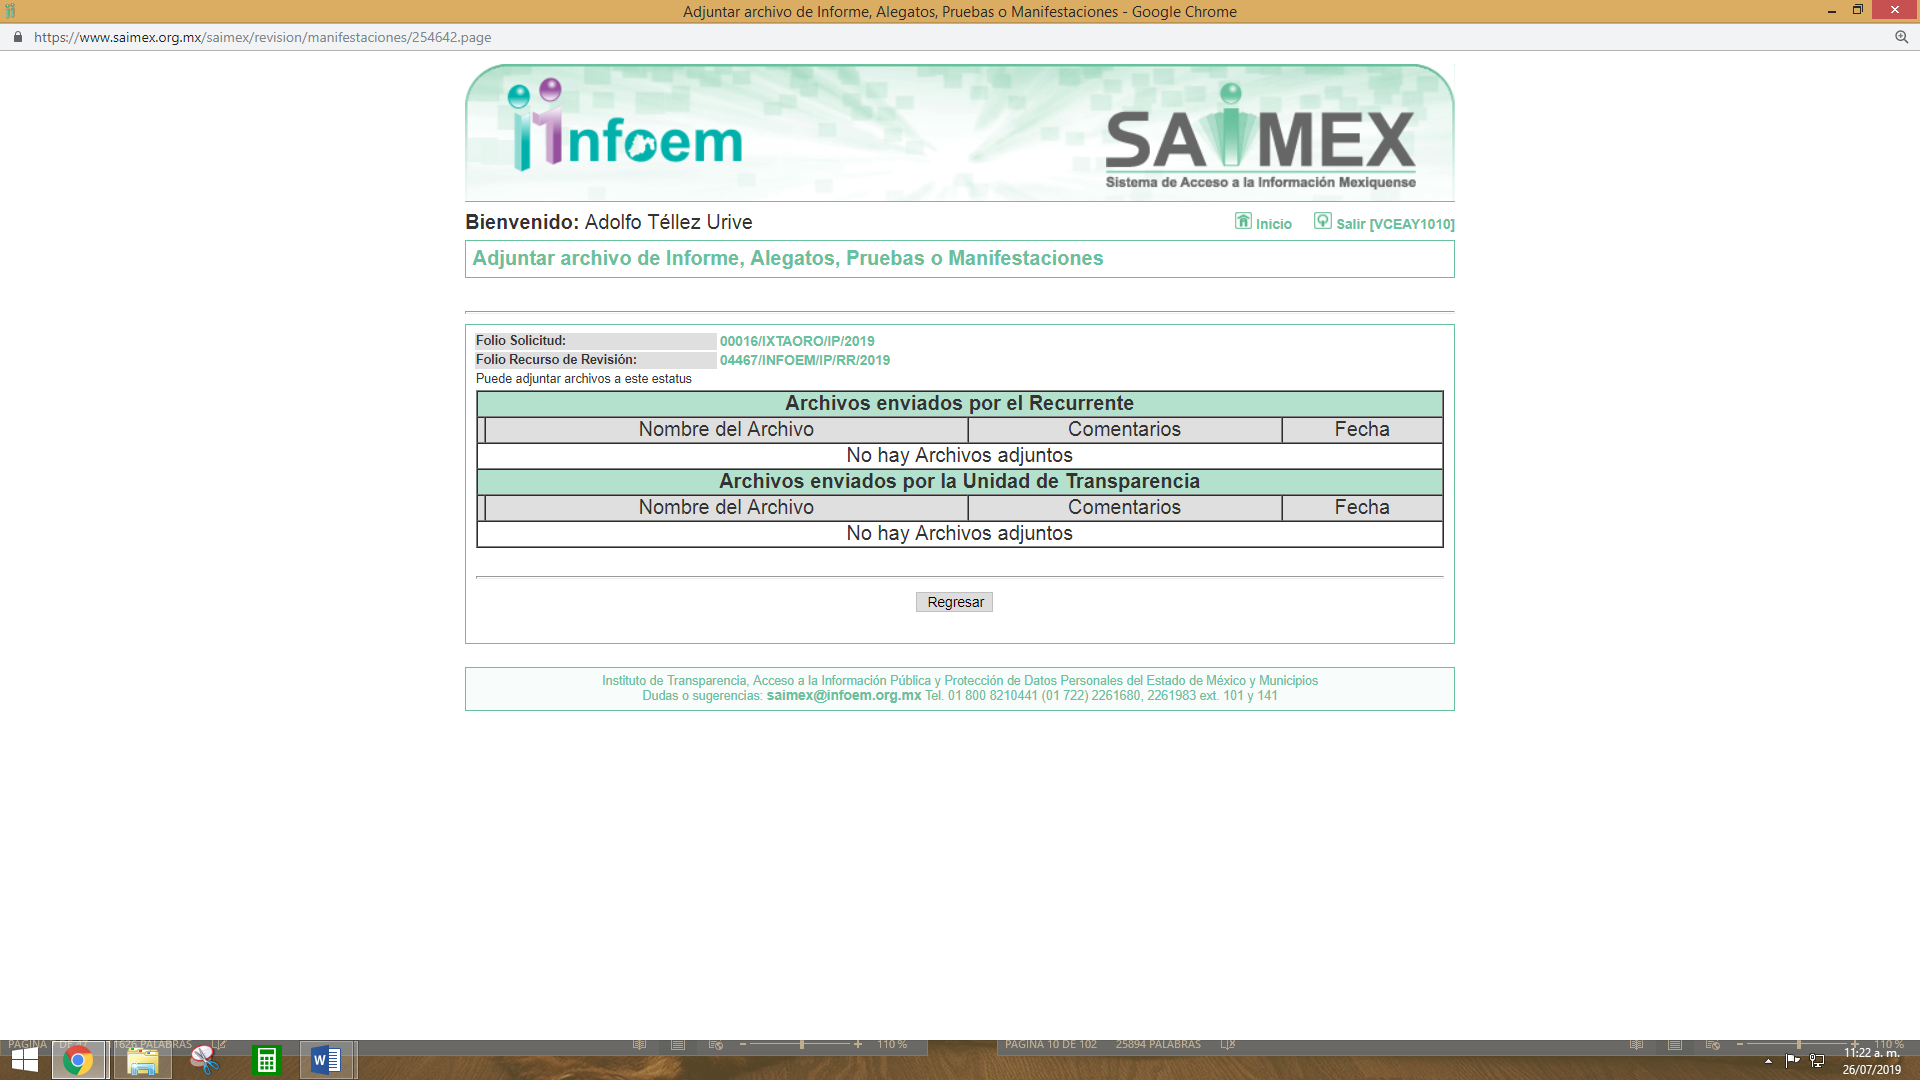 Adjuntar archivo de Informe, Alegatos, Pruebas o Manifestaciones - Google Chrome
https://www.saimex.org.mx/saimex/revision/manifestaciones/254642.page
infoem
SAIMEX
Sistema de Acceso a la Información Mexiquense
Bienvenido: Adolfo Téllez Urive
Inicio
Salir [VCEAY1010]
Adjuntar archivo de Informe, Alegatos, Pruebas o Manifestaciones
Folio Solicitud: 00016/IXTAORO/IP/2019
Folio Recurso de Revisión: 04467/INFOEM/IP/RR/2019
Puede adjuntar archivos a este estatus
Archivos enviados por el Recurrente
Nombre del Archivo Comentarios Fecha
No hay Archivos adjuntos
Archivos enviados por la Unidad de Transparencia
Nombre del Archivo Comentarios Fecha
No hay Archivos adjuntos
Regresar
Instituto de Transparencia, Acceso a la Información Pública y Protección de Datos Personales del Estado de México y Municipios
Dudas o sugerencias: saimex@infoem.org.mx Tel. 01 800 8210441 (01 722) 2261680, 2261983 ext. 101 y 141
PÁGINA DE PALABRAS 110 % PÁGINA 10 DE 102 25894 PALABRAS 110 %
11:22 a. m.
26/07/2019